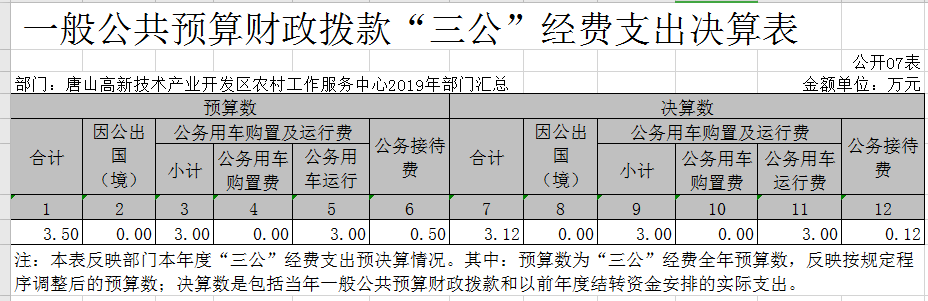 一般公共预算财政拨款“三公”经费支出决算表
公开07表
部门：唐山高新技术产业开发区农村工作服务中心2019年部门汇总 金额单位：万元
预算数 决算数
合计 因公出国（境） 公务用车购置及运行费 公务接待费 合计 因公出国（境） 公务用车购置及运行费 公务接待费
小计 公务用车购置费 公务用车运行 小计 公务用车购置费 公务用车运行费
1 2 3 4 5 6 7 8 9 10 11 12
3.50 0.00 3.00 0.00 3.00 0.50 3.12 0.00 3.00 0.00 3.00 0.12
注：本表反映部门本年度“三公”经费支出预决算情况。其中：预算数为“三公”经费全年预算数，反映按规定程
序调整后的预算数；决算数是包括当年一般公共预算财政拨款和以前年度结转资金安排的实际支出。